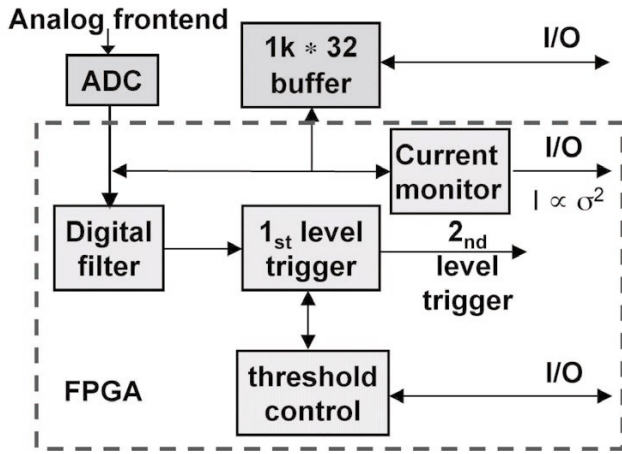 Analog frontend
ADC
1k * 32
buffer
I/O
Current
monitor
I/O
I ∝ σ²
Digital
filter
1st level
trigger
2nd
level
trigger
FPGA
threshold
control
I/O